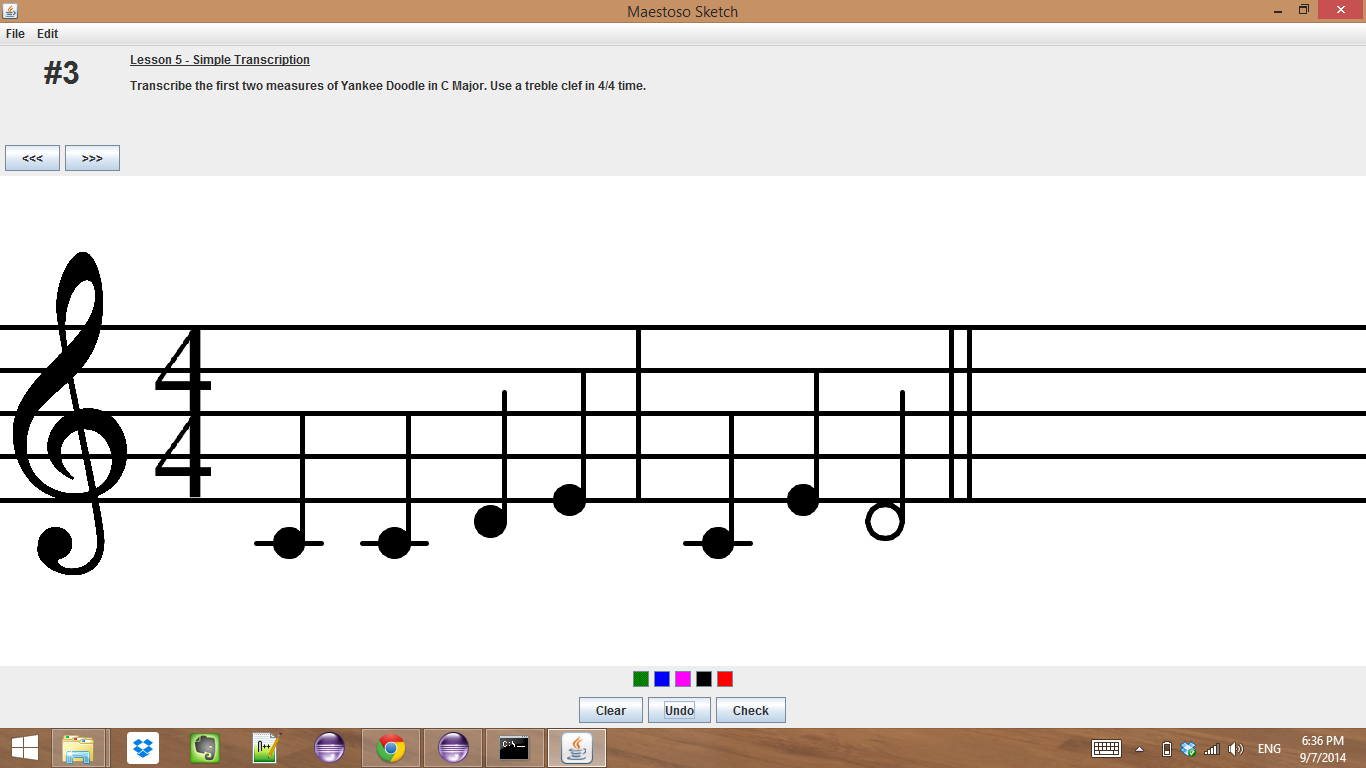 Maestoso Sketch
File Edit
#3
Lesson 5 - Simple Transcription
Transcribe the first two measures of Yankee Doodle in C Major. Use a treble clef in 4/4 time.
<<< >>>
4
4
Clear Undo Check
ENG
6:36 PM
9/7/2014